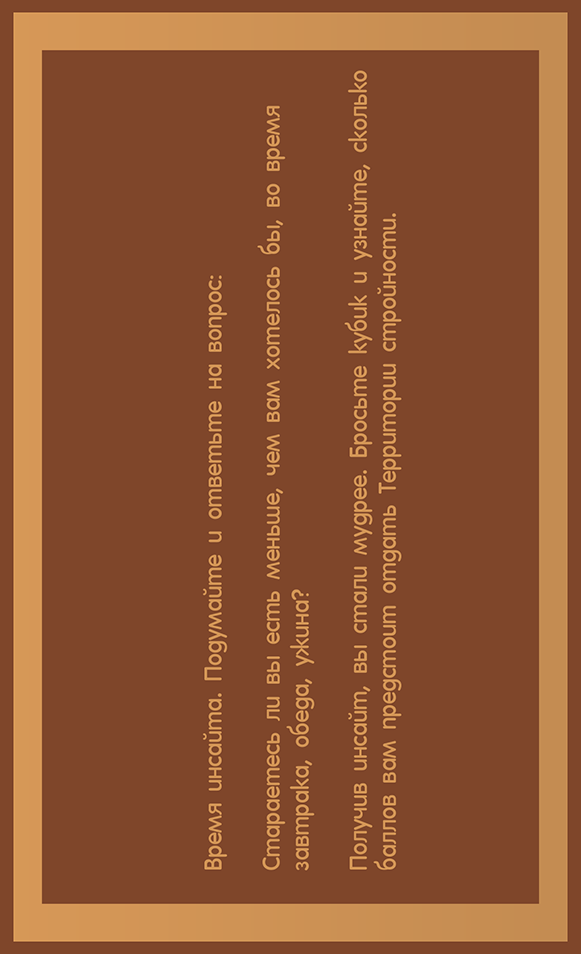 Время инсайта. Подумайте и ответьте на вопрос:
Стараетесь ли вы есть меньше, чем вам хотелось бы, во время
завтрака, обеда, ужина?
Получив инсайт, вы стали мудрее. Бросьте кубик и узнайте, сколько
баллов вам предстоит отдать Территории стройности.